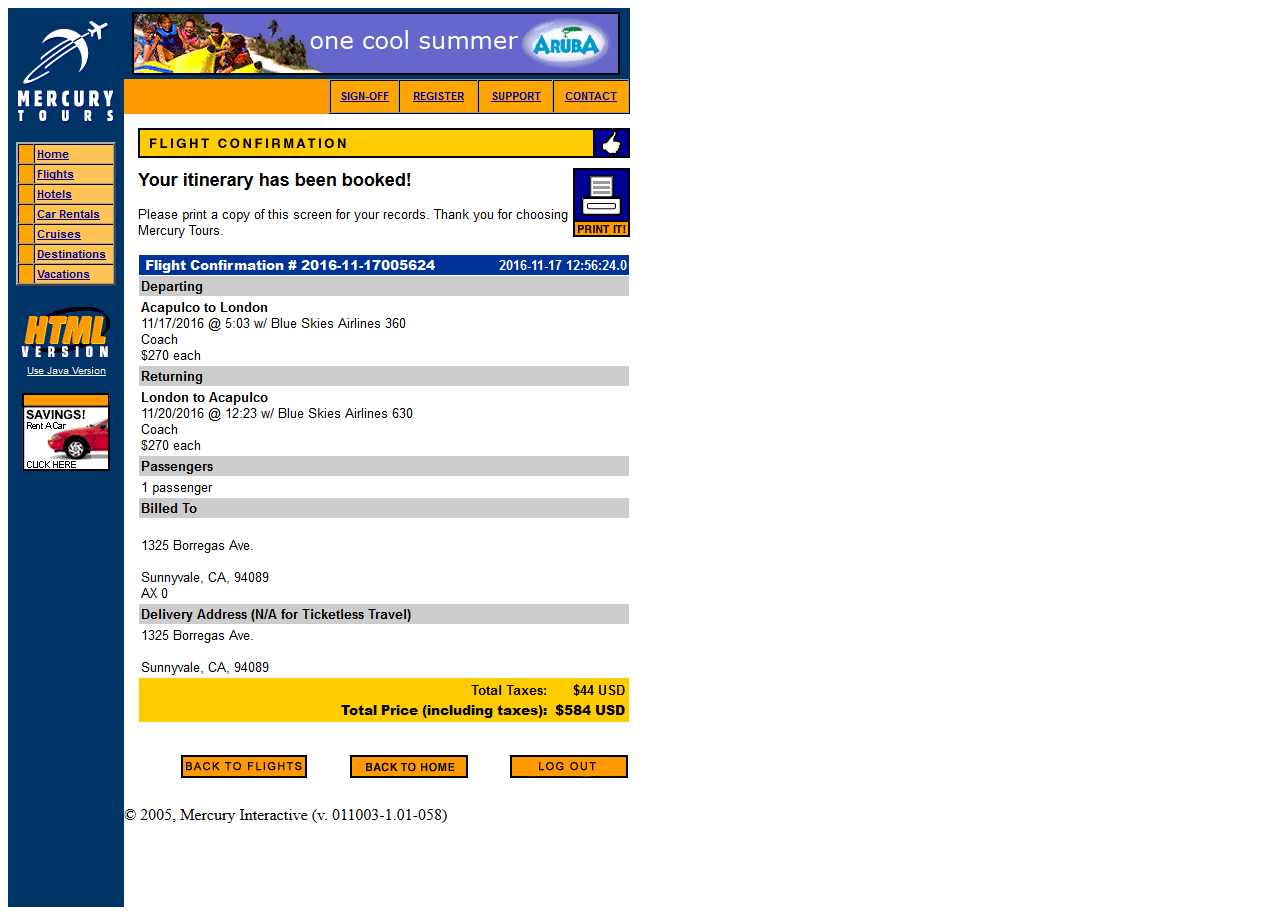 one cool summer ARUBA
MERCURY
TOURS
SIGN-OFF REGISTER SUPPORT CONTACT
Home
Flights
Hotels
Car Rentals
Cruises
Destinations
Vacations
HTML
VERSION
Use Java Version
SAVINGS!
Rent A Car
CLICK HERE
FLIGHT CONFIRMATION
Your itinerary has been booked!
Please print a copy of this screen for your records. Thank you for choosing
Mercury Tours.
PRINT IT!
Flight Confirmation # 2016-11-17005624 2016-11-17 12:56:24.0
Departing
Acapulco to London
11/17/2016 @ 5:03 w/ Blue Skies Airlines 360
Coach
$270 each
Returning
London to Acapulco
11/20/2016 @ 12:23 w/ Blue Skies Airlines 630
Coach
$270 each
Passengers
1 passenger
Billed To
1325 Borregas Ave.
Sunnyvale, CA, 94089
AX 0
Delivery Address (N/A for Ticketless Travel)
1325 Borregas Ave.
Sunnyvale, CA, 94089
Total Taxes: $44 USD
Total Price (including taxes): $584 USD
BACK TO FLIGHTS BACK TO HOME LOG OUT
© 2005, Mercury Interactive (v. 011003-1.01-058)